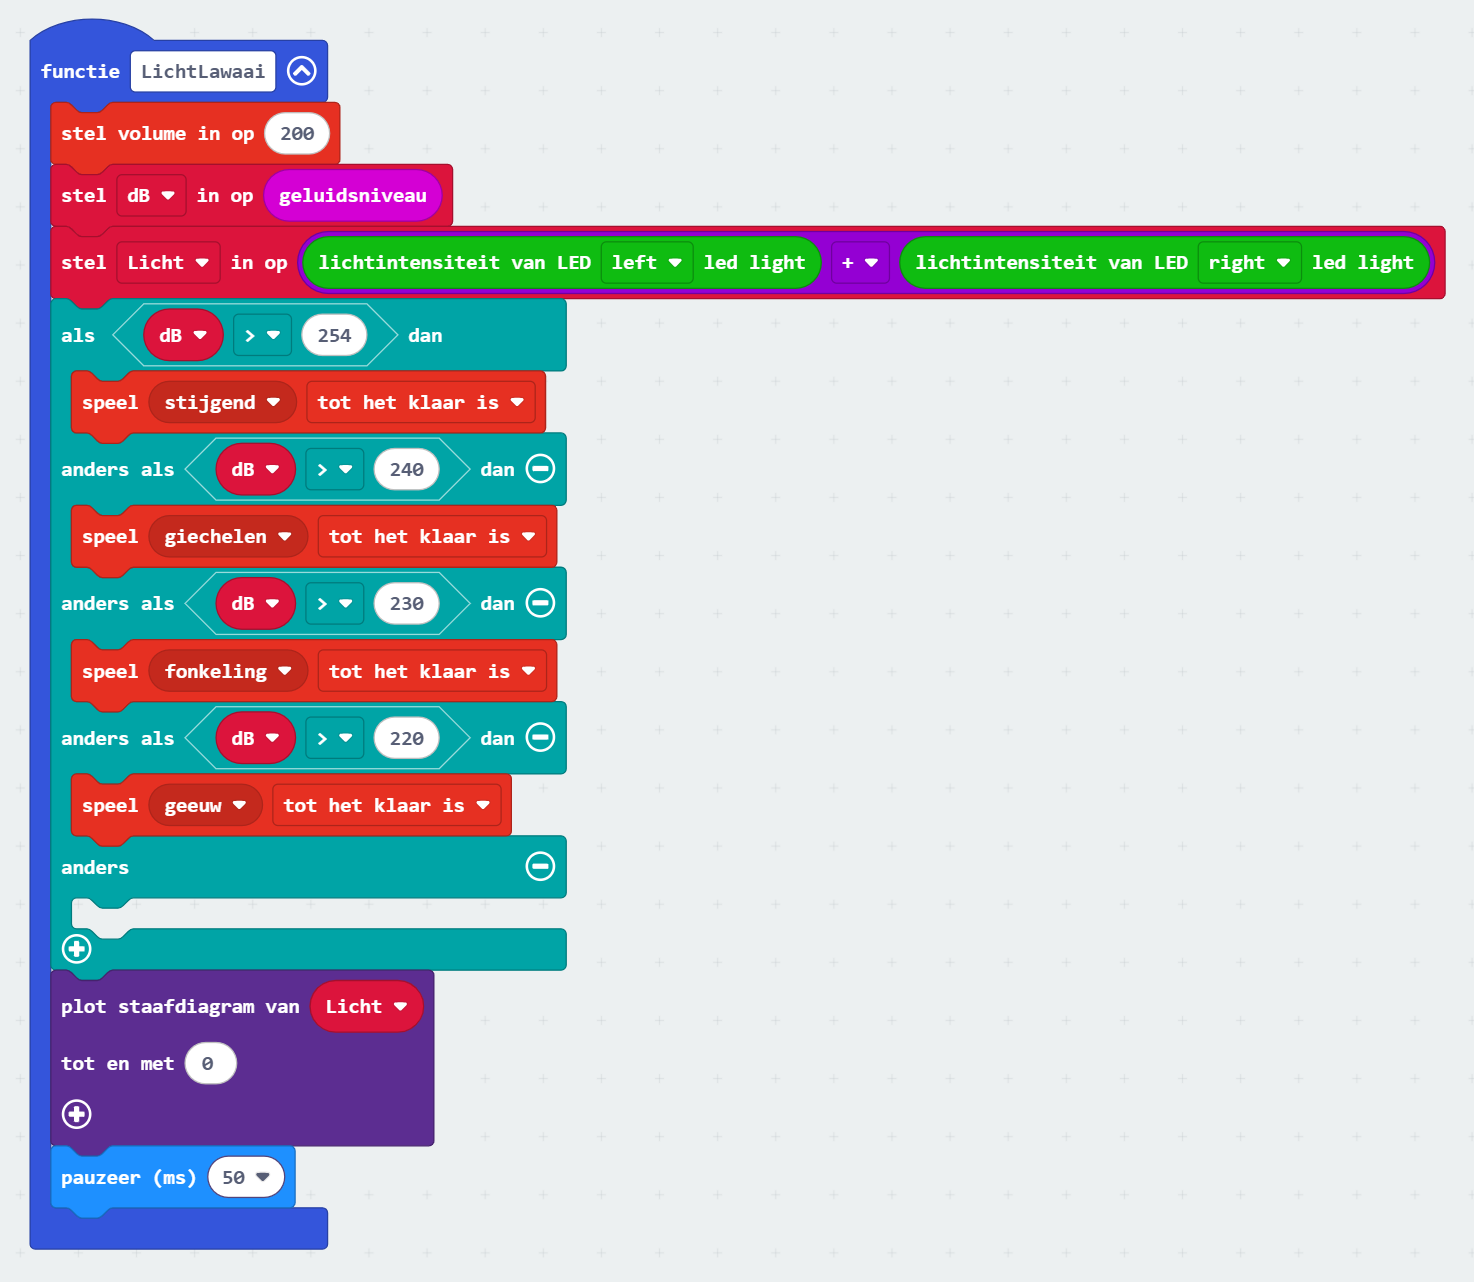 functie LichtLawaai
stel volume in op 200
stel dB in op geluidsniveau
stel Licht in op lichtintensiteit van LED left led light + lichtintensiteit van LED right led light
als dB > 254 dan
speel stijgend tot het klaar is
anders als dB > 240 dan
speel giechelen tot het klaar is
anders als dB > 230 dan
speel fonkeling tot het klaar is
anders als dB > 220 dan
speel geeuw tot het klaar is
anders
plot staafdiagram van Licht
tot en met 0
pauzeer (ms) 50